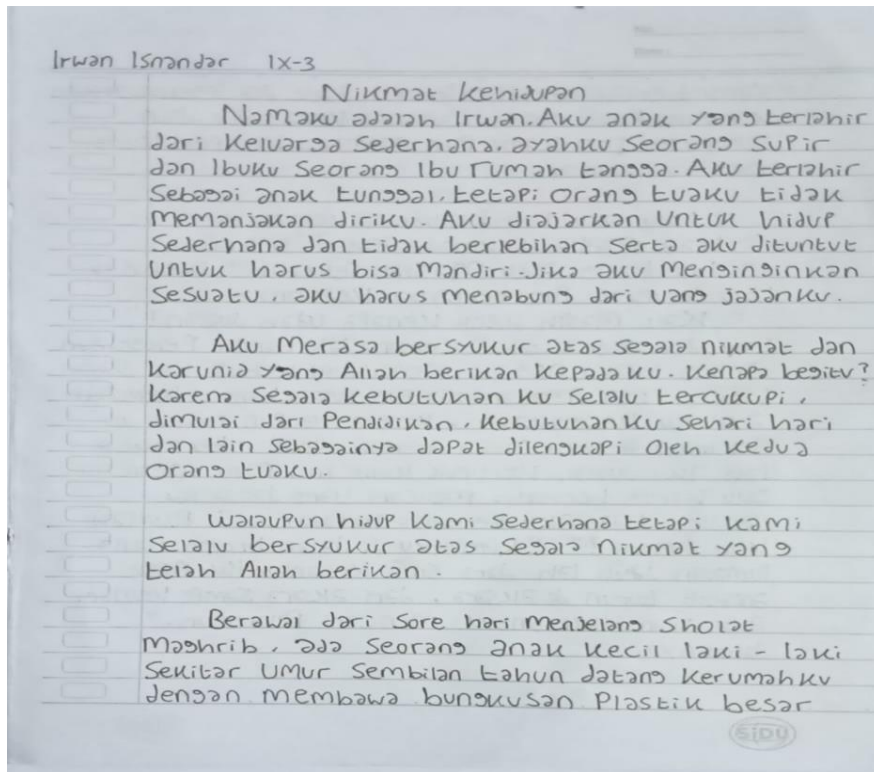 Irwan Isnandar IX-3
Nikmat kehidupan
Namaku adalah Irwan. Aku anak yang terlahir
dari keluarga sederhana, ayahku seorang supir
dan Ibuku seorang Ibu rumah tangga. Aku terlahir
sebagai anak tunggal, tetapi orang tuaku tidak
memanjakan diriku. Aku diajarkan untuk hidup
sederhana dan tidak berlebihan serta aku dituntut
untuk harus bisa mandiri. Jika aku menginginkan
sesuatu, aku harus menabung dari uang jajanku.
Aku merasa bersyukur atas segala nikmat dan
karunia yang Allah berikan kepada ku. Kenapa begitu?
karena segala kebutuhan ku selalu tercukupi,
dimulai dari pendidikan, kebutuhan ku sehari hari
dan lain sebagainya dapat dilengkapi oleh kedua
orang tuaku.
walaupun hidup kami sederhana tetapi kami
selalu bersyukur atas segala nikmat yang
telah Allah berikan.
Berawal dari sore hari menjelang sholat
maghrib, ada seorang anak kecil laki - laki
sekitar umur sembilan tahun datang kerumahku
dengan membawa bungkusan plastik besar
SiDU